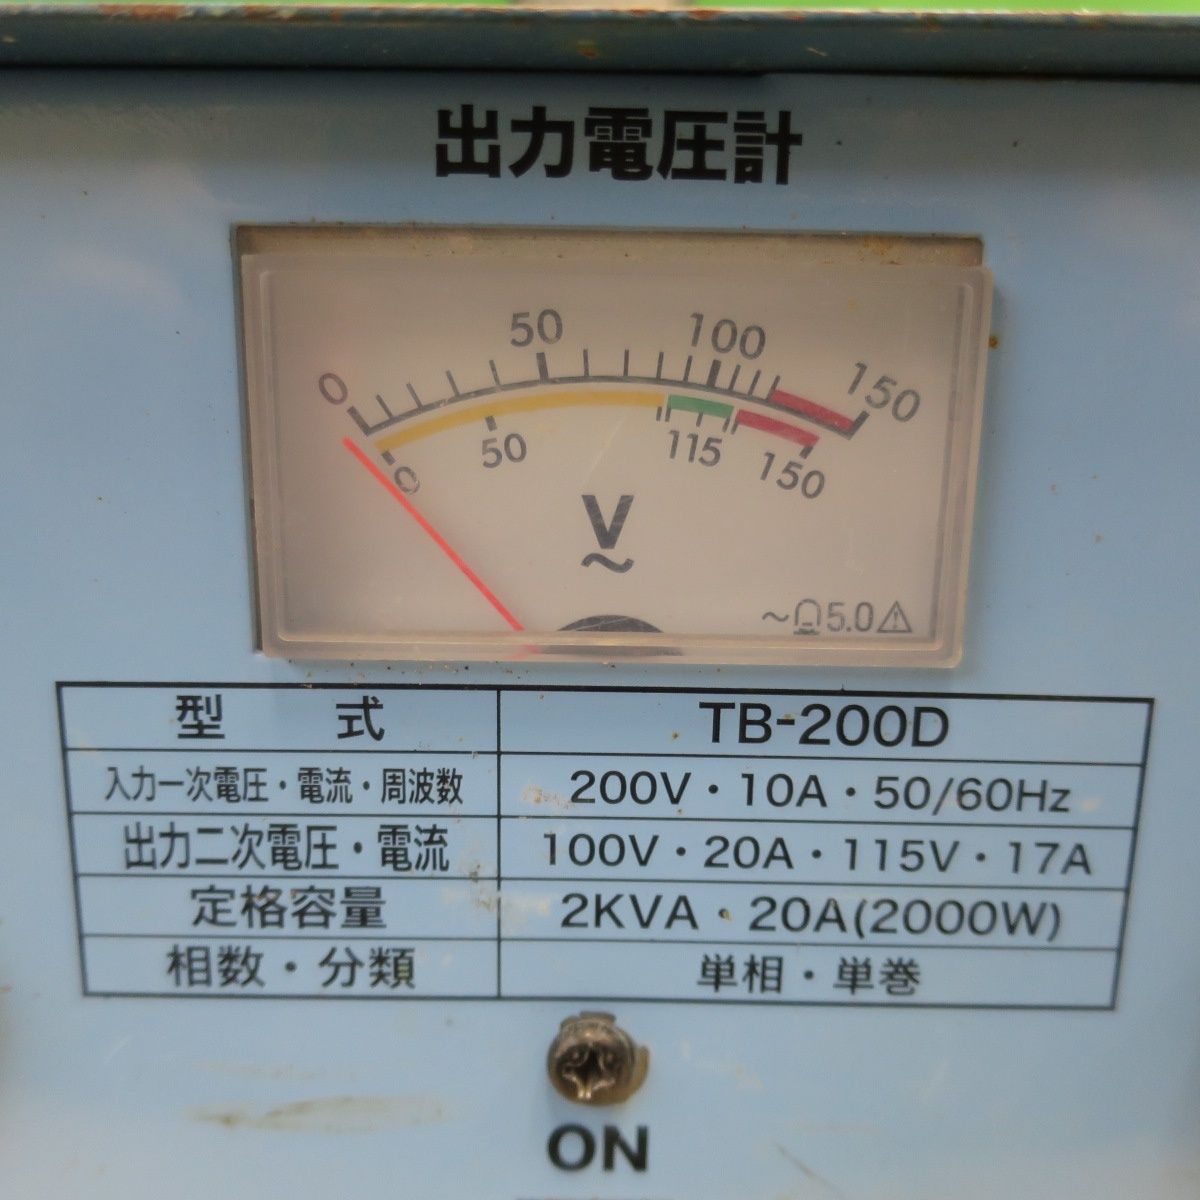 出力電圧計
0 50 100 150
0 50 115 150
V
~
~ 5.0
型 式 TB-200D
入力一次電圧・電流・周波数 200V・10A・50/60Hz
出力二次電圧・電流 100V・20A・115V・17A
定格容量 2KVA・20A(2000W)
相数・分類 単相・単巻
ON